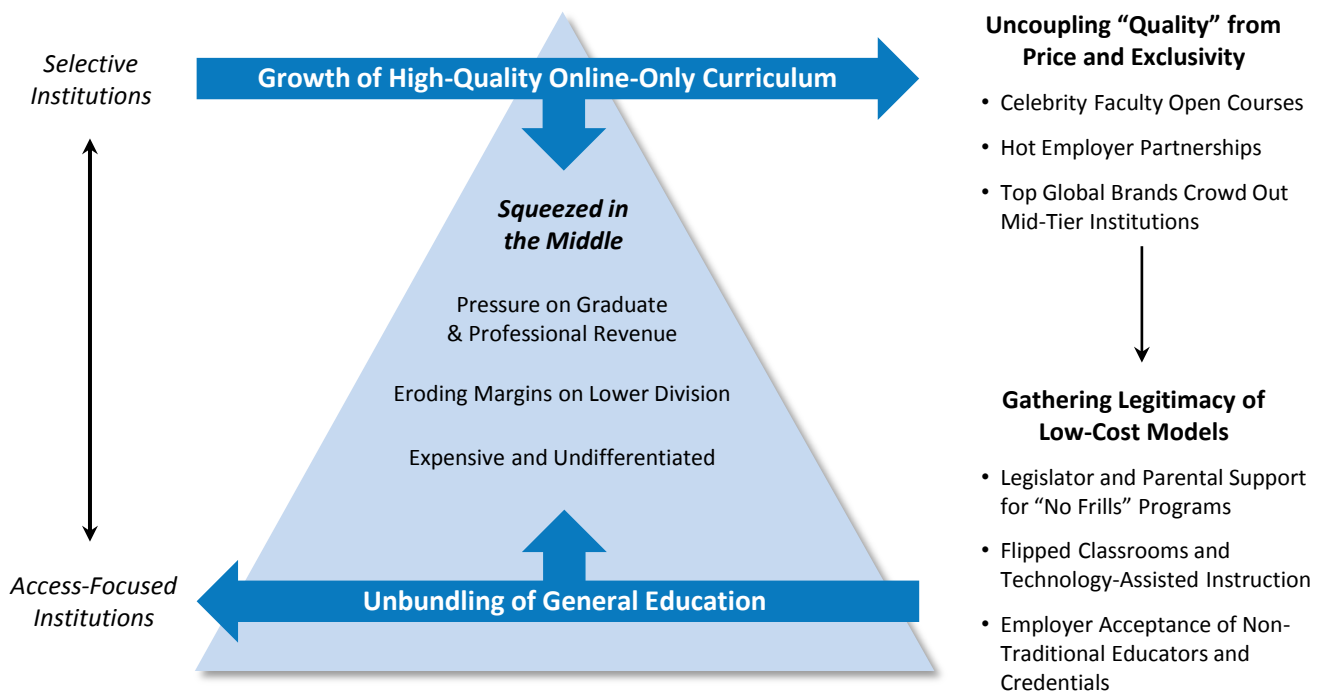 Selective
Institutions
Growth of High-Quality Online-Only Curriculum
Squeezed in
the Middle
Pressure on Graduate
& Professional Revenue
Eroding Margins on Lower Division
Expensive and Undifferentiated
Access-Focused
Institutions
Unbundling of General Education
Uncoupling “Quality” from
Price and Exclusivity
• Celebrity Faculty Open Courses
• Hot Employer Partnerships
• Top Global Brands Crowd Out
Mid-Tier Institutions
Gathering Legitimacy of
Low-Cost Models
• Legislator and Parental Support
for “No Frills” Programs
• Flipped Classrooms and
Technology-Assisted Instruction
• Employer Acceptance of Non-
Traditional Educators and
Credentials